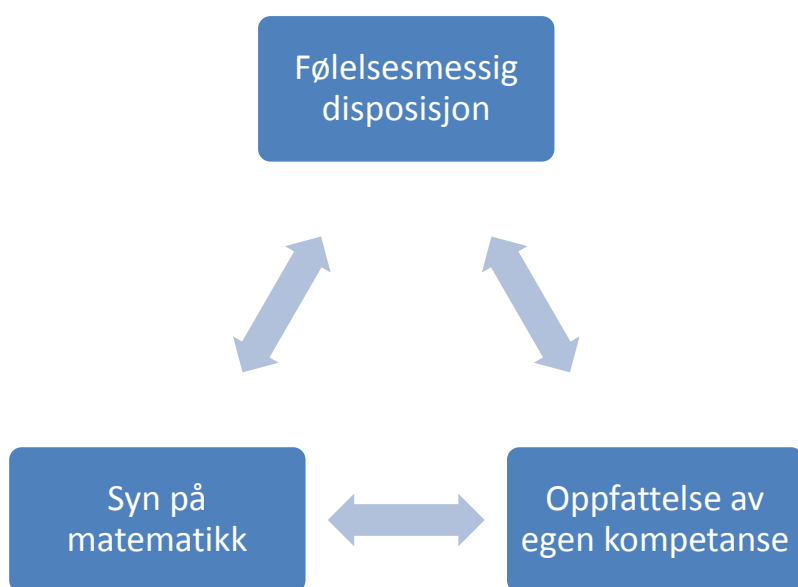 Følelsesmessig
disposisjon
Syn på
matematikk
Oppfattelse av
egen kompetanse